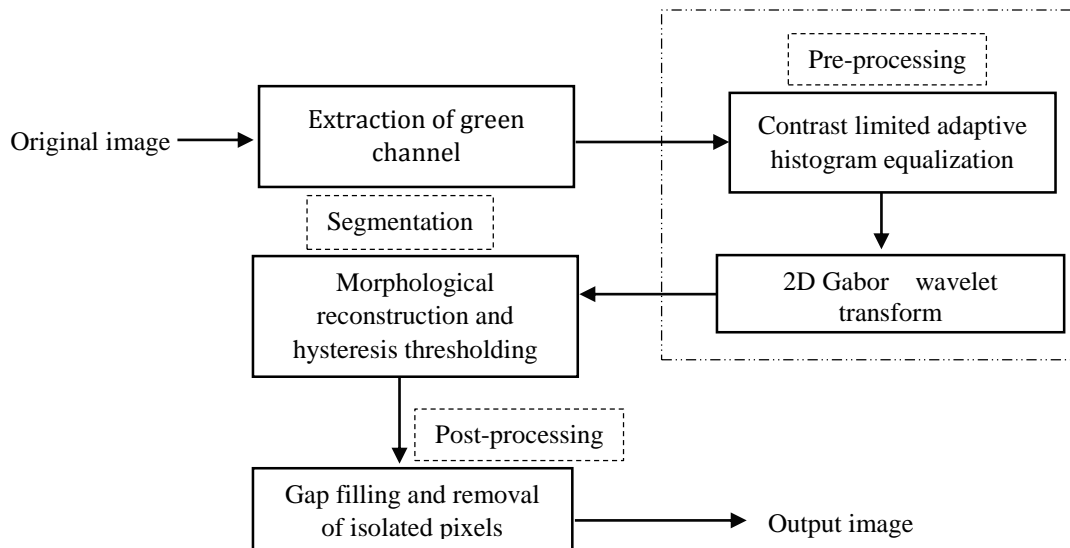 Original image
Extraction of green
channel
Pre-processing
Contrast limited adaptive
histogram equalization
2D Gabor wavelet
transform
Segmentation
Morphological
reconstruction and
hysteresis thresholding
Post-processing
Gap filling and removal
of isolated pixels
Output image